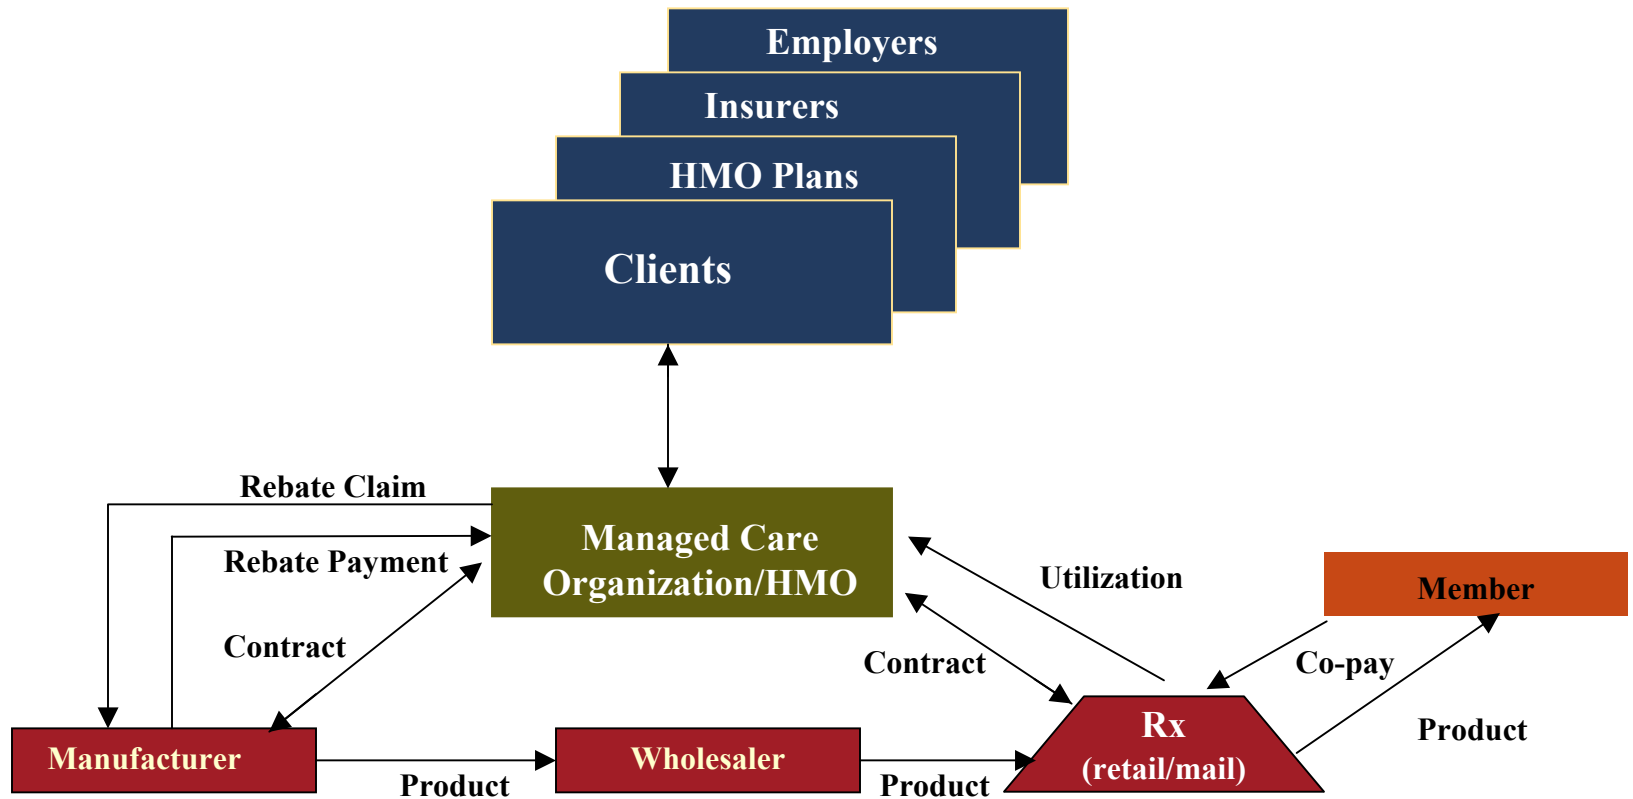 Employers
Insurers
HMO Plans
Clients
Rebate Claim
Managed Care
Organization/HMO
Rebate Payment
Utilization
Member
Contract
Contract
Co-pay
Rx
(retail/mail)
Product
Manufacturer
Product
Wholesaler
Product